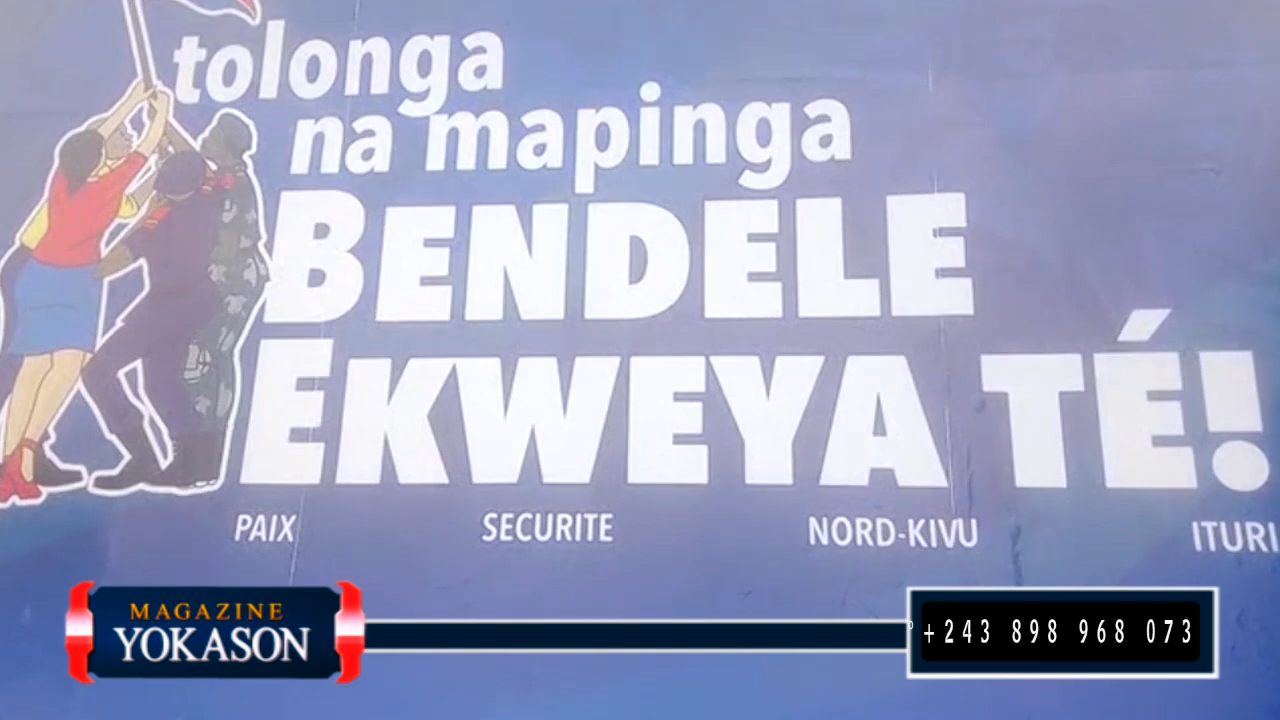 tolonga
na mapinga
BENDELE
EKWEYA TÉ!
PAIX SECURITE NORD-KIVU ITURI
MAGAZINE
YOKASON
+243 898 968 073